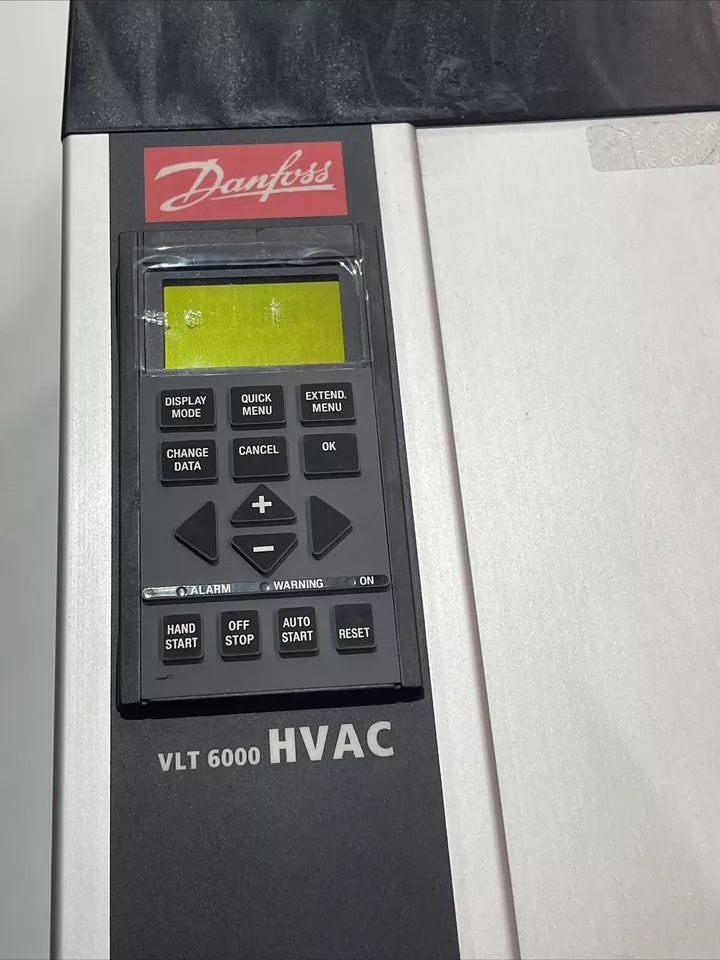 Danfoss
DISPLAY MODE
QUICK MENU
EXTEND. MENU
CHANGE DATA
CANCEL
OK
+
−
ALARM
WARNING
ON
HAND START
OFF STOP
AUTO START
RESET
VLT 6000 HVAC